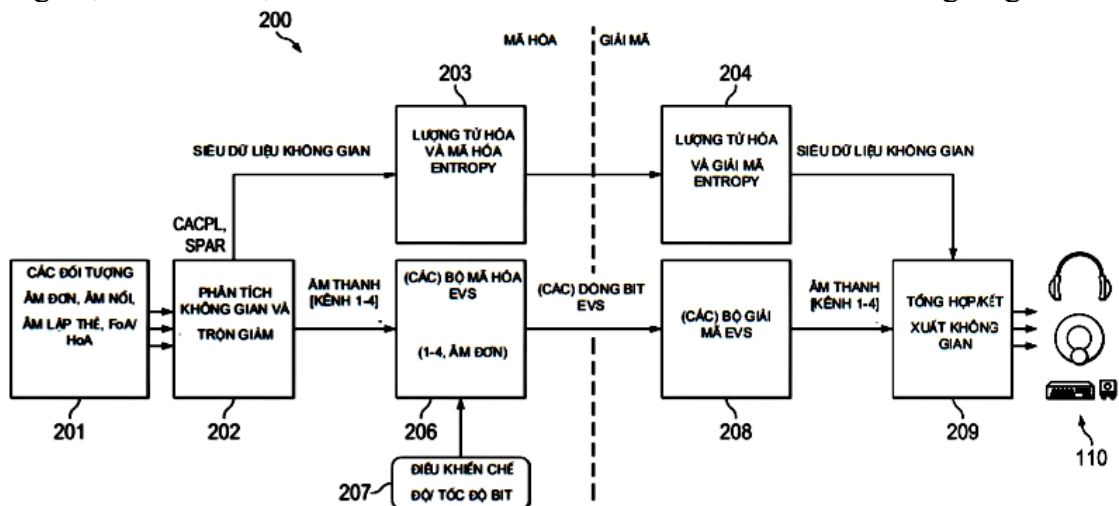 200
MÃ HÓA
GIẢI MÃ
203
204
LƯỢNG TỬ HÓA
VÀ MÃ HÓA
ENTROPY
LƯỢNG TỬ HÓA
VÀ GIẢI MÃ
ENTROPY
SIÊU DỮ LIỆU KHÔNG GIAN
SIÊU DỮ LIỆU KHÔNG GIAN
CACPL,
SPAR
CÁC ĐỐI TƯỢNG
ÂM ĐƠN, ÂM NỔI,
ÂM LẬP THỂ, FoA/
HoA
PHÂN TÍCH
KHÔNG GIAN VÀ
TRỘN GIẢM
ÂM THANH
[KÊNH 1-4]
(CÁC) BỘ MÃ HÓA
EVS
(1-4, ÂM ĐƠN)
(CÁC) DÒNG BIT
EVS
(CÁC) BỘ GIẢI
MÃ EVS
ÂM THANH
[KÊNH 1-4]
TỔNG HỢP/KẾT
XUẤT KHÔNG
GIAN
201
202
206
208
209
110
207
ĐIỀU KHIỂN CHẾ
ĐỘ/ TỐC ĐỘ BIT